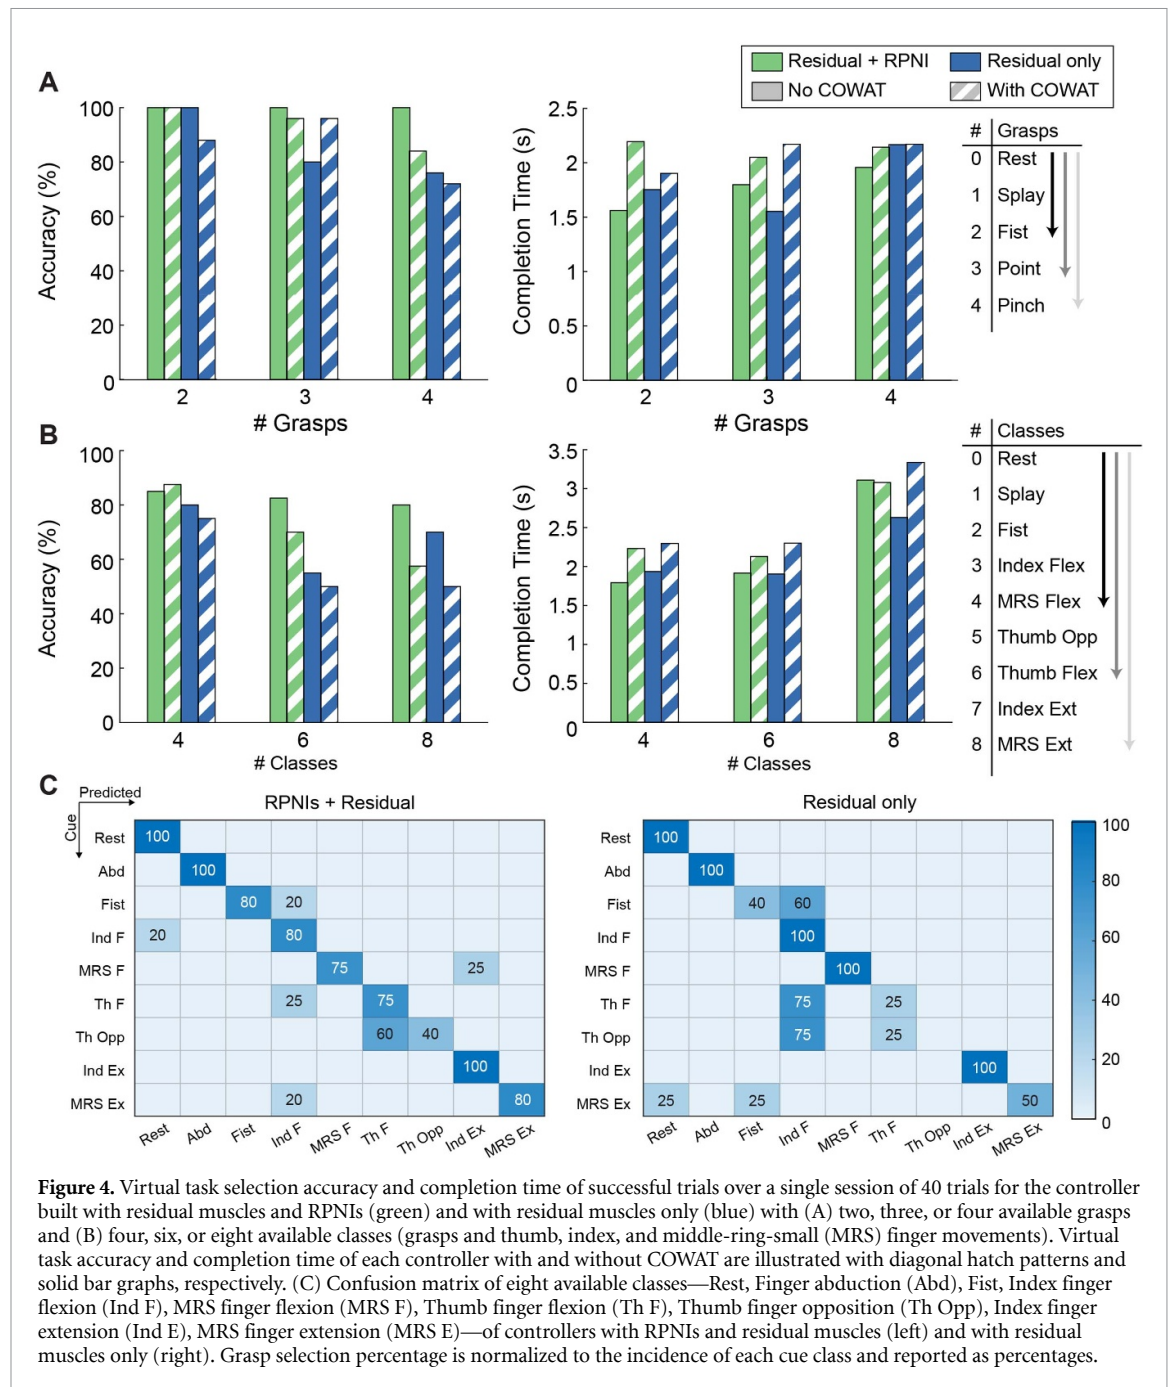 Residual + RPNI
Residual only
No COWAT
With COWAT
A
Accuracy (%)
100
80
60
40
20
0
2
3
4
# Grasps
Completion Time (s)
2.5
2
1.5
1
0.5
0
2
3
4
# Grasps
# Grasps
0 Rest
1 Splay
2 Fist
3 Point
4 Pinch
B
Accuracy (%)
100
80
60
40
20
0
4
6
8
# Classes
Completion Time (s)
3.5
3
2.5
2
1.5
1
0.5
0
4
6
8
# Classes
# Classes
0 Rest
1 Splay
2 Fist
3 Index Flex
4 MRS Flex
5 Thumb Opp
6 Thumb Flex
7 Index Ext
8 MRS Ext
C
Predicted
Cue
RPNIs + Residual
Rest 100
Abd 100
Fist 80 20
Ind F 20 80
MRS F 75 25
Th F 25 75
Th Opp 60 40
Ind Ex 100
MRS Ex 20 80
Rest Abd Fist Ind F MRS F Th F Th Opp Ind Ex MRS Ex
Residual only
Rest 100
Abd 100
Fist 40 60
Ind F 100
MRS F 100
Th F 75 25
Th Opp 75 25
Ind Ex 100
MRS Ex 25 25 50
Rest Abd Fist Ind F MRS F Th F Th Opp Ind Ex MRS Ex
100
80
60
40
20
0
Figure 4. Virtual task selection accuracy and completion time of successful trials over a single session of 40 trials for the controller
built with residual muscles and RPNIs (green) and with residual muscles only (blue) with (A) two, three, or four available grasps
and (B) four, six, or eight available classes (grasps and thumb, index, and middle-ring-small (MRS) finger movements). Virtual
task accuracy and completion time of each controller with and without COWAT are illustrated with diagonal hatch patterns and
solid bar graphs, respectively. (C) Confusion matrix of eight available classes—Rest, Finger abduction (Abd), Fist, Index finger
flexion (Ind F), MRS finger flexion (MRS F), Thumb finger flexion (Th F), Thumb finger opposition (Th Opp), Index finger
extension (Ind E), MRS finger extension (MRS E)—of controllers with RPNIs and residual muscles (left) and with residual
muscles only (right). Grasp selection percentage is normalized to the incidence of each cue class and reported as percentages.